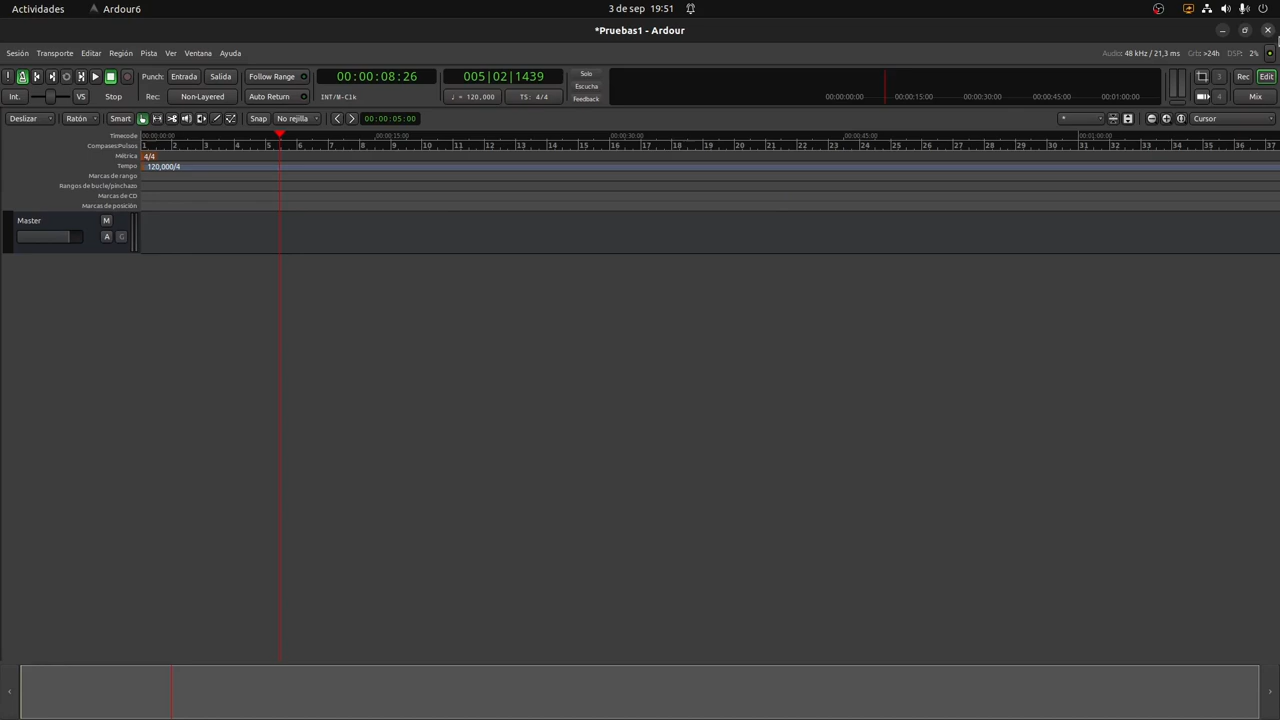 Actividades Ardour6 3 de sep 19:51
*Pruebas1 - Ardour
Sesión Transporte Editar Región Pista Ver Ventana Ayuda Audio: 48 kHz / 21,3 ms Grb: >24h DSP: 2%
Punch: Entrada Salida Follow Range 00:00:08:26 005|02|1439 Solo Rec Edit
Escucha
Int. VS Stop Rec: Non-Layered Auto Return INT/M-Clk ♩ = 120,000 TS: 4/4 Feedback 00:00:00:00 00:00:15:00 00:00:30:00 00:00:45:00 00:01:00:00 3 4 Mix
Deslizar Ratón Smart Snap No rejilla 00:00:05:00 * Cursor
Timecode 00:00:00:00 00:00:15:00 00:00:30:00 00:00:45:00 00:01:00:00
Compases:Pulsos 1 2 3 4 5 6 7 8 9 10 11 12 13 14 15 16 17 18 19 20 21 22 23 24 25 26 27 28 29 30 31 32 33 34 35 36 37
Métrica 4/4
Tempo 120,000/4
Marcas de rango
Rangos de bucle/pinchazo
Marcas de CD
Marcas de posición
Master M
A G